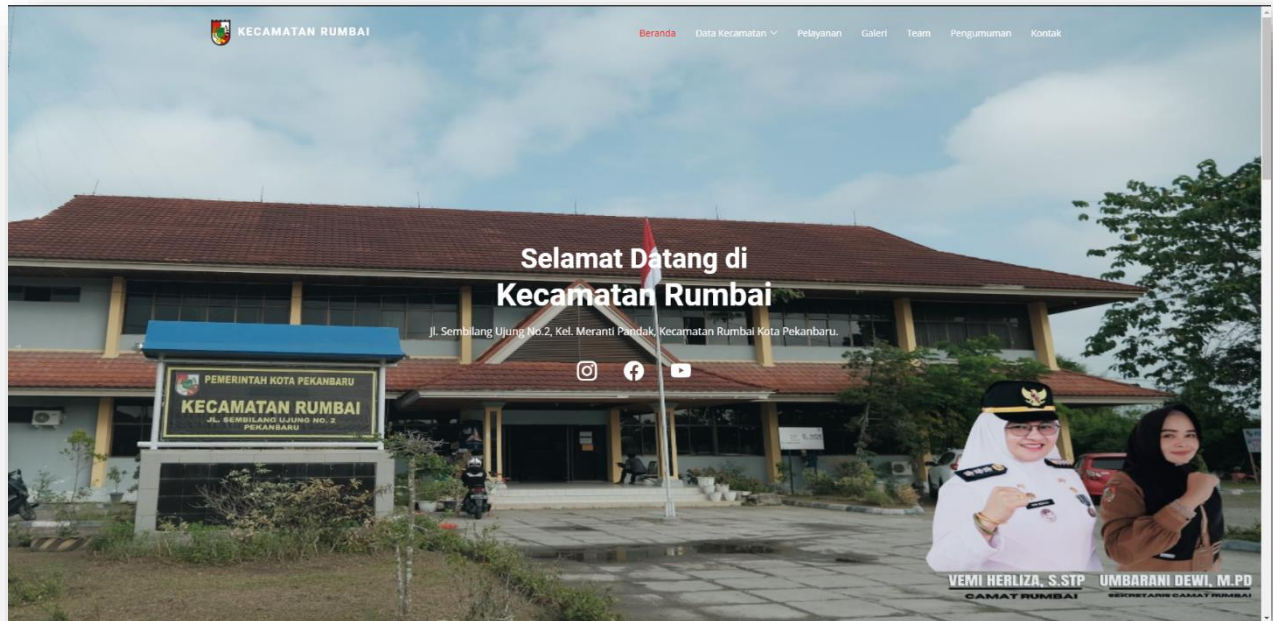 KECAMATAN RUMBAI
Beranda
Data Kecamatan
Pelayanan
Galeri
Team
Pengumuman
Kontak
Selamat Datang di
Kecamatan Rumbai
Jl. Sembilang Ujung No.2, Kel. Meranti Pandak, Kecamatan Rumbai Kota Pekanbaru.
PEMERINTAH KOTA PEKANBARU
KECAMATAN RUMBAI
JL. SEMBILANG UJUNG NO. 2
PEKANBARU
VEMI HERLIZA, S.STP
CAMAT RUMBAI
UMBARANI DEWI, M.PD
SEKRETARIS CAMAT RUMBAI